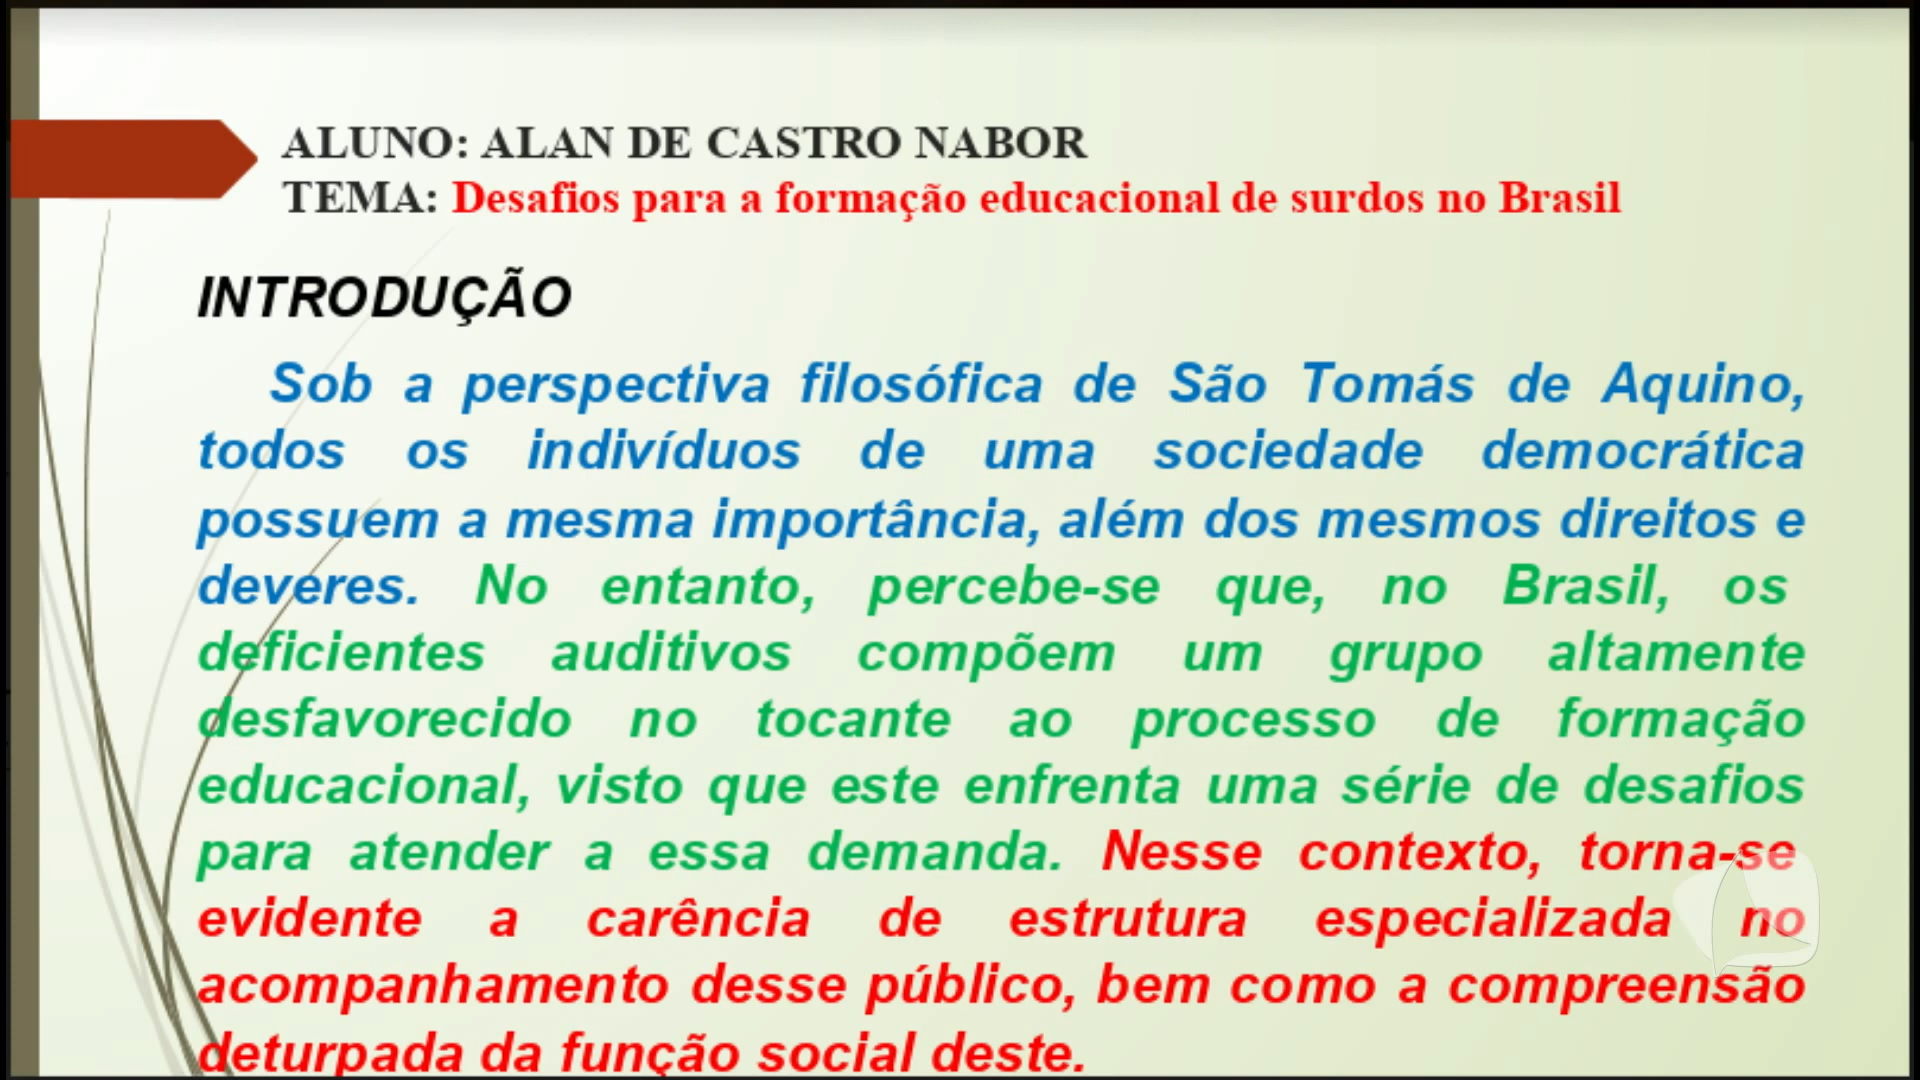 ALUNO: ALAN DE CASTRO NABOR
TEMA: Desafios para a formação educacional de surdos no Brasil
INTRODUÇÃO
Sob a perspectiva filosófica de São Tomás de Aquino,
todos os indivíduos de uma sociedade democrática
possuem a mesma importância, além dos mesmos direitos e
deveres. No entanto, percebe-se que, no Brasil, os
deficientes auditivos compõem um grupo altamente
desfavorecido no tocante ao processo de formação
educacional, visto que este enfrenta uma série de desafios
para atender a essa demanda. Nesse contexto, torna-se
evidente a carência de estrutura especializada no
acompanhamento desse público, bem como a compreensão
deturpada da função social deste.